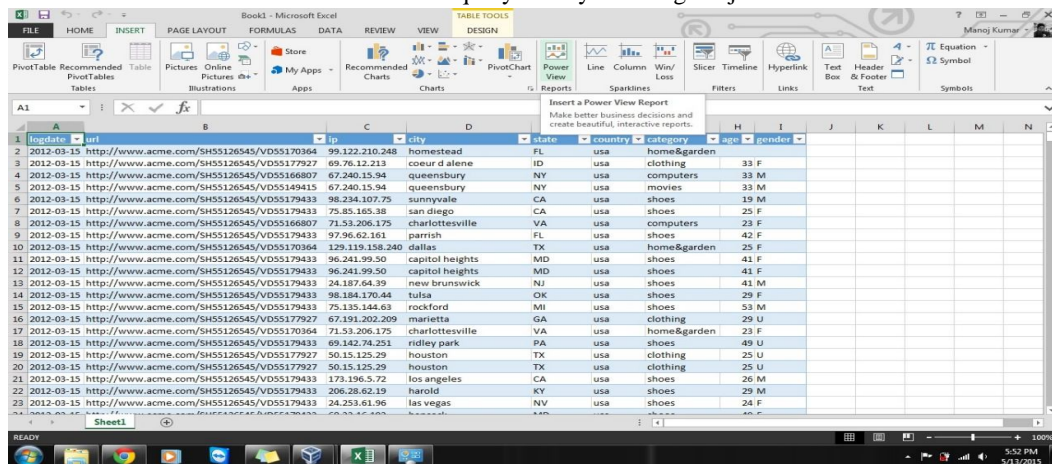 Book1 - Microsoft Excel
TABLE TOOLS
FILE HOME INSERT PAGE LAYOUT FORMULAS DATA REVIEW VIEW DESIGN
Manoj Kumar
PivotTable Recommended PivotTables Table
Pictures Online Pictures
Store
My Apps
Recommended Charts
PivotChart
Power View
Line Column Win/Loss
Slicer Timeline
Hyperlink
Text Box Header & Footer
Equation
Symbol
Tables Illustrations Apps Charts Reports Sparklines Filters Links Text Symbols
A1
fx
Insert a Power View Report
Make better business decisions and
create beautiful, interactive reports.
A B C D H I J K L M N
1 logdate url ip city state country category age gender
2 2012-03-15 http://www.acme.com/SH55126545/VD55170364 99.122.210.248 homestead FL usa home&garden
3 2012-03-15 http://www.acme.com/SH55126545/VD55177927 69.76.12.213 coeur d alene ID usa clothing 33 F
4 2012-03-15 http://www.acme.com/SH55126545/VD55166807 67.240.15.94 queensbury NY usa computers 33 M
5 2012-03-15 http://www.acme.com/SH55126545/VD55149415 67.240.15.94 queensbury NY usa movies 33 M
6 2012-03-15 http://www.acme.com/SH55126545/VD55179433 98.234.107.75 sunnyvale CA usa shoes 19 M
7 2012-03-15 http://www.acme.com/SH55126545/VD55179433 75.85.165.38 san diego CA usa shoes 25 F
8 2012-03-15 http://www.acme.com/SH55126545/VD55166807 71.53.206.175 charlottesville VA usa computers 23 F
9 2012-03-15 http://www.acme.com/SH55126545/VD55179433 97.96.62.161 parrish FL usa shoes 42 F
10 2012-03-15 http://www.acme.com/SH55126545/VD55170364 129.119.158.240 dallas TX usa home&garden 25 F
11 2012-03-15 http://www.acme.com/SH55126545/VD55179433 96.241.99.50 capitol heights MD usa shoes 41 F
12 2012-03-15 http://www.acme.com/SH55126545/VD55179433 96.241.99.50 capitol heights MD usa shoes 41 F
13 2012-03-15 http://www.acme.com/SH55126545/VD55179433 24.187.64.39 new brunswick NJ usa shoes 41 M
14 2012-03-15 http://www.acme.com/SH55126545/VD55179433 98.184.170.44 tulsa OK usa shoes 29 F
15 2012-03-15 http://www.acme.com/SH55126545/VD55179433 75.135.144.63 rockford MI usa shoes 53 M
16 2012-03-15 http://www.acme.com/SH55126545/VD55177927 67.191.202.209 marietta GA usa clothing 29 U
17 2012-03-15 http://www.acme.com/SH55126545/VD55170364 71.53.206.175 charlottesville VA usa home&garden 23 F
18 2012-03-15 http://www.acme.com/SH55126545/VD55179433 69.142.74.251 ridley park PA usa shoes 49 U
19 2012-03-15 http://www.acme.com/SH55126545/VD55177927 50.15.125.29 houston TX usa clothing 25 U
20 2012-03-15 http://www.acme.com/SH55126545/VD55177927 50.15.125.29 houston TX usa clothing 25 U
21 2012-03-15 http://www.acme.com/SH55126545/VD55179433 173.196.5.72 los angeles CA usa shoes 26 M
22 2012-03-15 http://www.acme.com/SH55126545/VD55179433 206.28.62.19 harold KY usa shoes 29 M
23 2012-03-15 http://www.acme.com/SH55126545/VD55179433 24.253.61.96 las vegas NV usa shoes 24 F
Sheet1
READY
100%
5:52 PM
5/13/2015